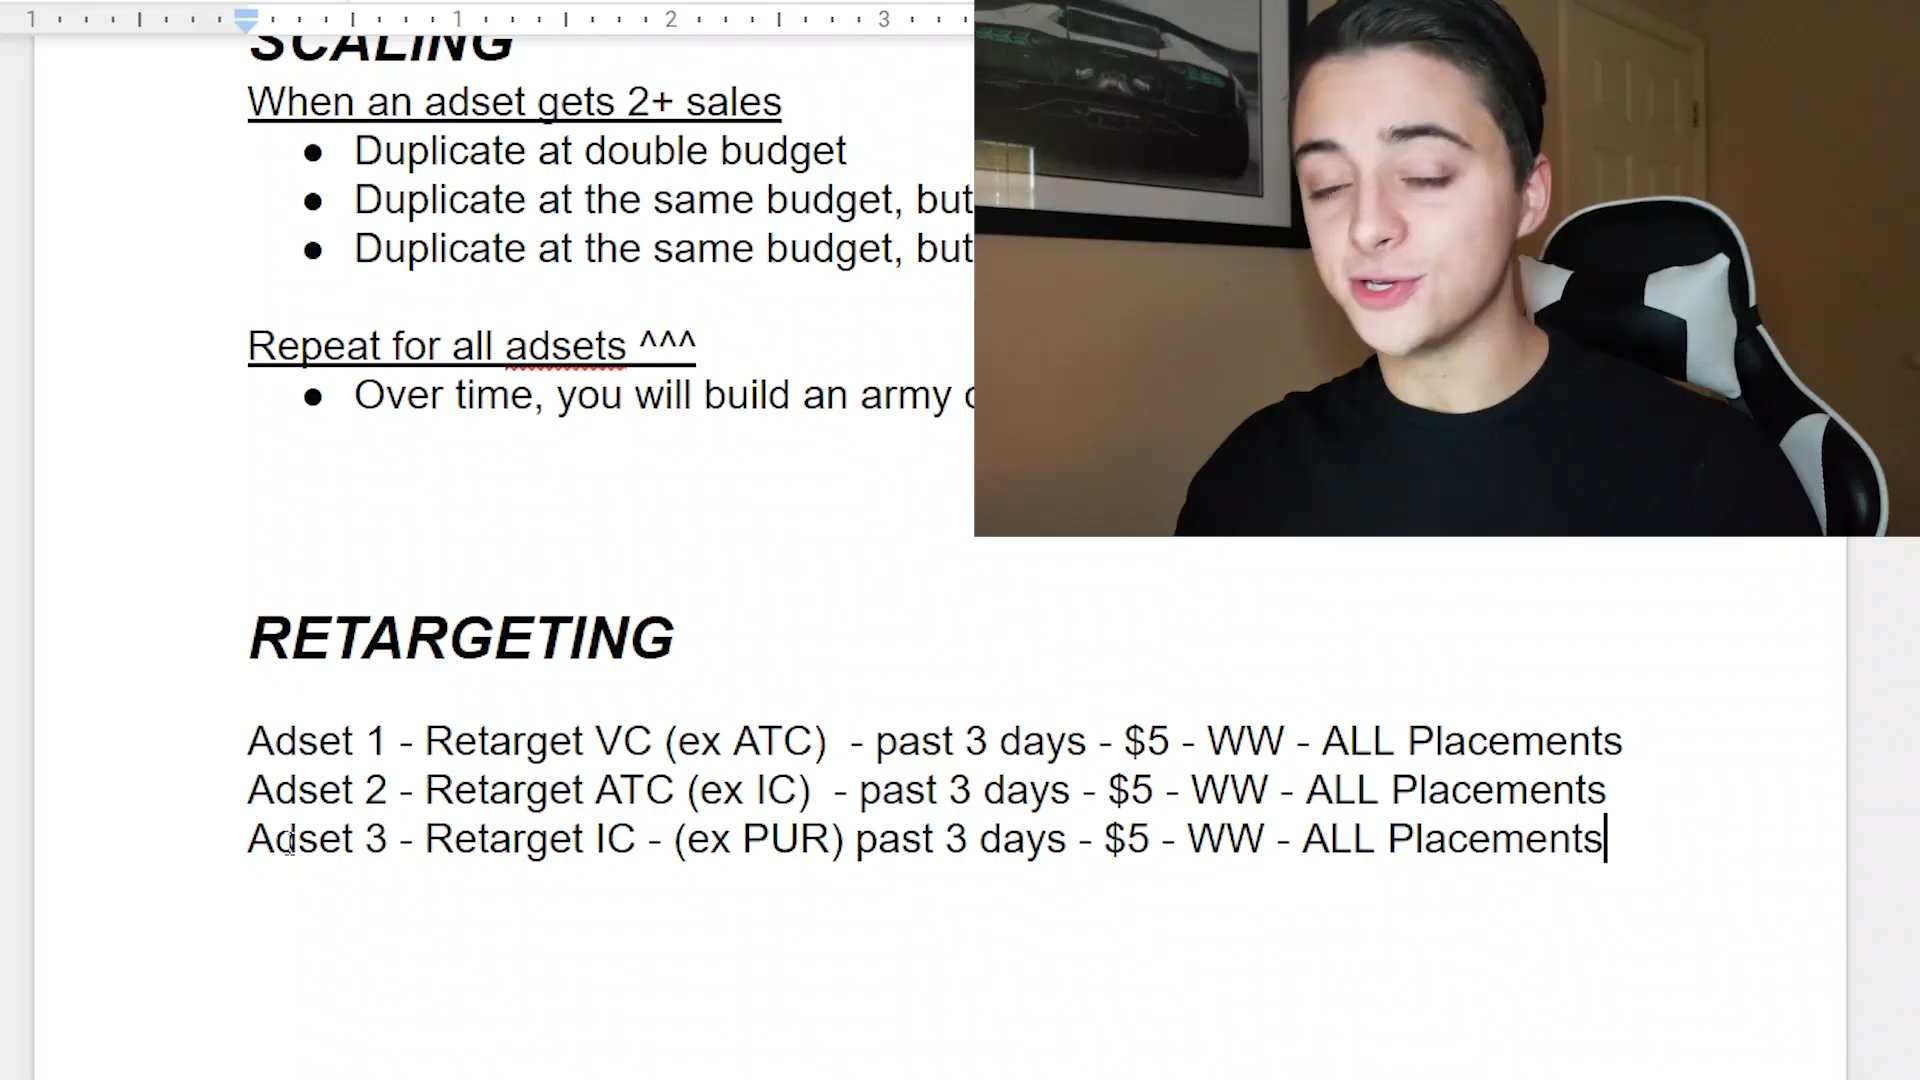 1 1 2 3
SCALING
When an adset gets 2+ sales
● Duplicate at double budget
● Duplicate at the same budget, but
● Duplicate at the same budget, but
Repeat for all adsets ^^^
● Over time, you will build an army
RETARGETING
Adset 1 - Retarget VC (ex ATC) - past 3 days - $5 - WW - ALL Placements
Adset 2 - Retarget ATC (ex IC) - past 3 days - $5 - WW - ALL Placements
Adset 3 - Retarget IC - (ex PUR) past 3 days - $5 - WW - ALL Placements